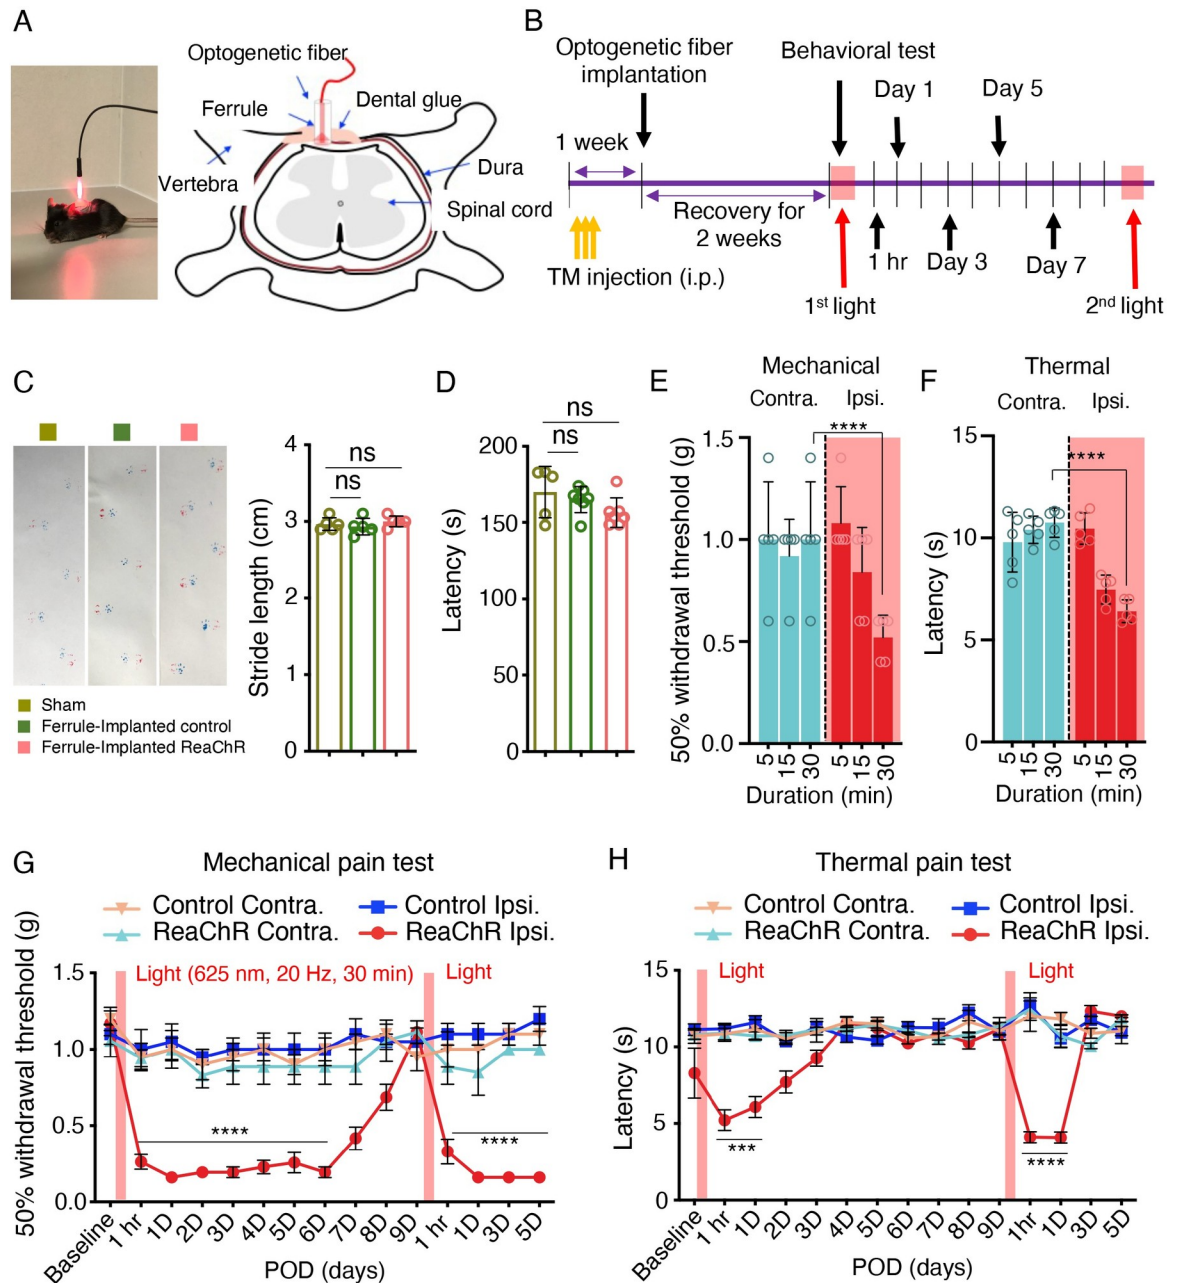 A
Optogenetic fiber
Ferrule
Dental glue
Vertebra
Dura
Spinal cord
B
Optogenetic fiber
implantation
Behavioral test
Day 1
Day 5
1 week
Recovery for
2 weeks
TM injection (i.p.)
1 hr
Day 3
Day 7
1st light
2nd light
C
Sham
Ferrule-Implanted control
Ferrule-Implanted ReaChR
Stride length (cm)
4
3
2
1
0
ns
ns
D
Latency (s)
200
150
100
50
0
ns
ns
E
Mechanical
Contra.
Ipsi.
****
50% withdrawal threshold (g)
1.5
1.0
0.5
0.0
5
15
30
5
15
30
Duration (min)
F
Thermal
Contra.
Ipsi.
****
Latency (s)
15
10
5
0
5
15
30
5
15
30
Duration (min)
G
Mechanical pain test
Control Contra.
Control Ipsi.
ReaChR Contra.
ReaChR Ipsi.
50% withdrawal threshold (g)
1.5
1.0
0.5
0.0
Light (625 nm, 20 Hz, 30 min)
Light
****
****
Baseline
1 hr
1D
2D
3D
4D
5D
6D
7D
8D
9D
1 hr
1D
3D
5D
POD (days)
H
Thermal pain test
Control Contra.
Control Ipsi.
ReaChR Contra.
ReaChR Ipsi.
Latency (s)
15
10
5
0
Light
Light
***
****
Baseline
1 hr
1D
2D
3D
4D
5D
6D
7D
8D
9D
1hr
1D
3D
5D
POD (days)